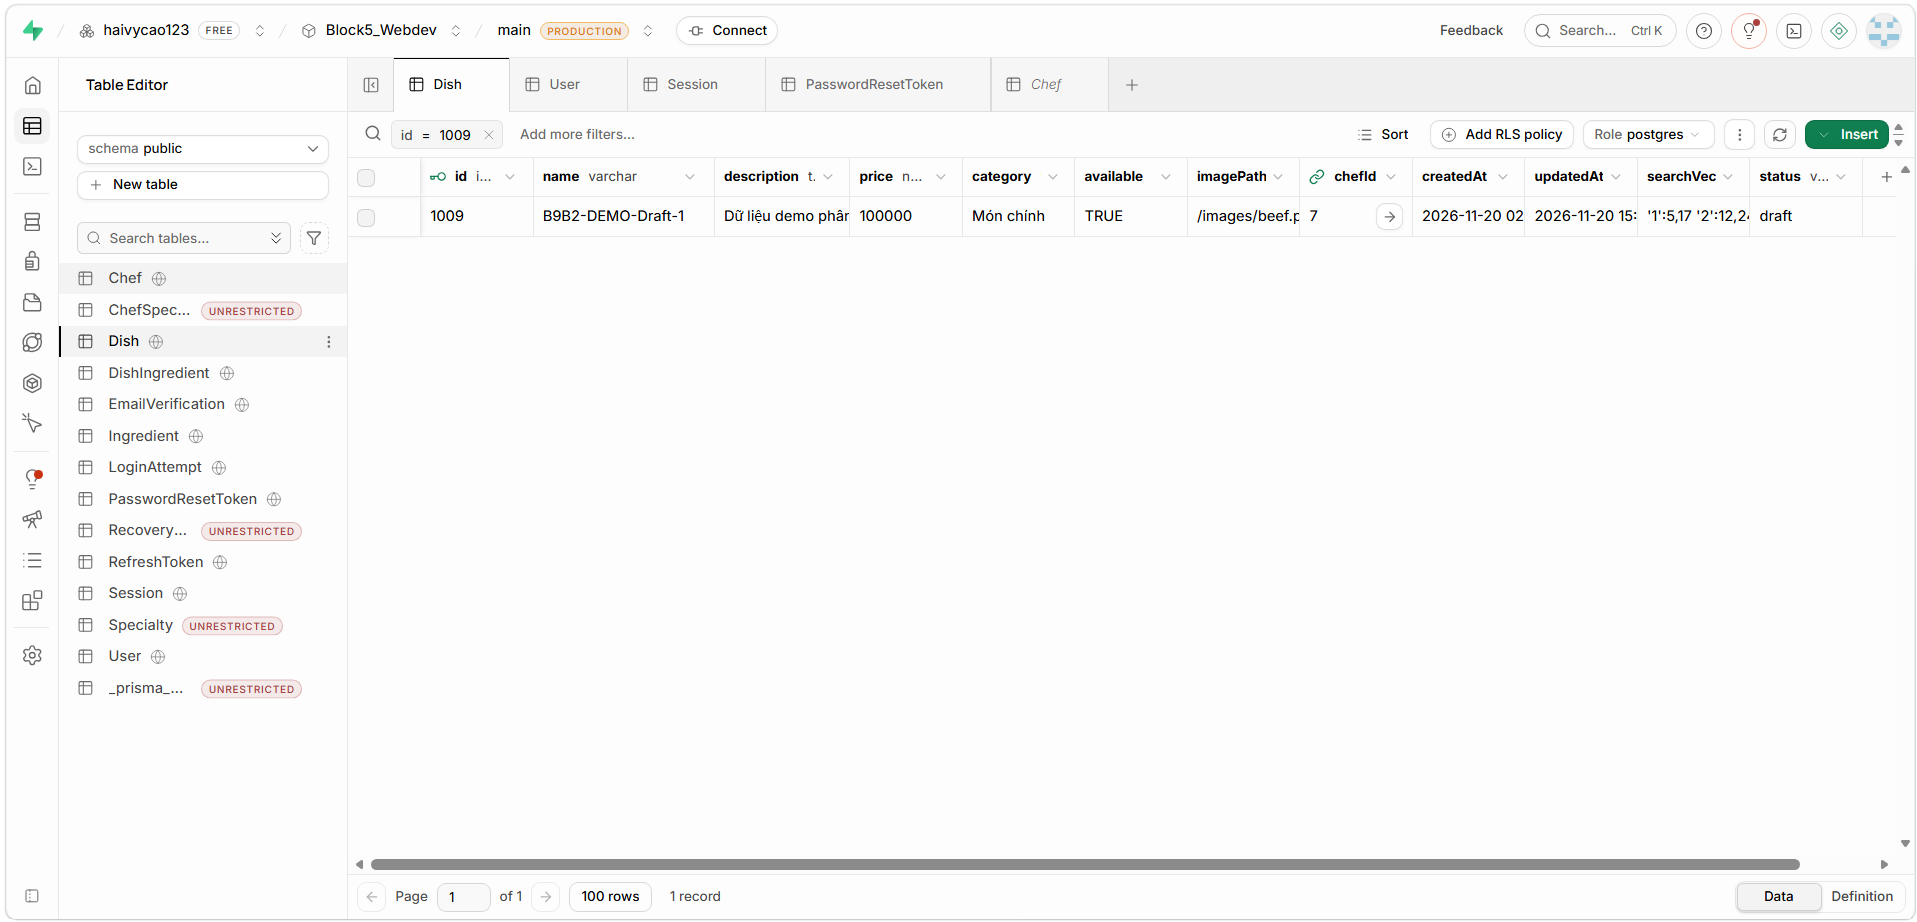 haivycao123 FREE Block5_Webdev main PRODUCTION Connect Feedback Search... Ctrl K
Table Editor
Dish User Session PasswordResetToken Chef
schema public
New table
Search tables...
Chef
ChefSpec... UNRESTRICTED
Dish
DishIngredient
EmailVerification
Ingredient
LoginAttempt
PasswordResetToken
Recovery... UNRESTRICTED
RefreshToken
Session
Specialty UNRESTRICTED
User
_prisma_... UNRESTRICTED
id = 1009 Add more filters... Sort Add RLS policy Role postgres Insert
id i... name varchar description t. price n... category available imagePath chefId createdAt updatedAt searchVec status v...
1009 B9B2-DEMO-Draft-1 Dữ liệu demo phân 100000 Món chính TRUE /images/beef.p 7 2026-11-20 02 2026-11-20 15: '1':5,17 '2':12,24 draft
Page 1 of 1 100 rows 1 record Data Definition